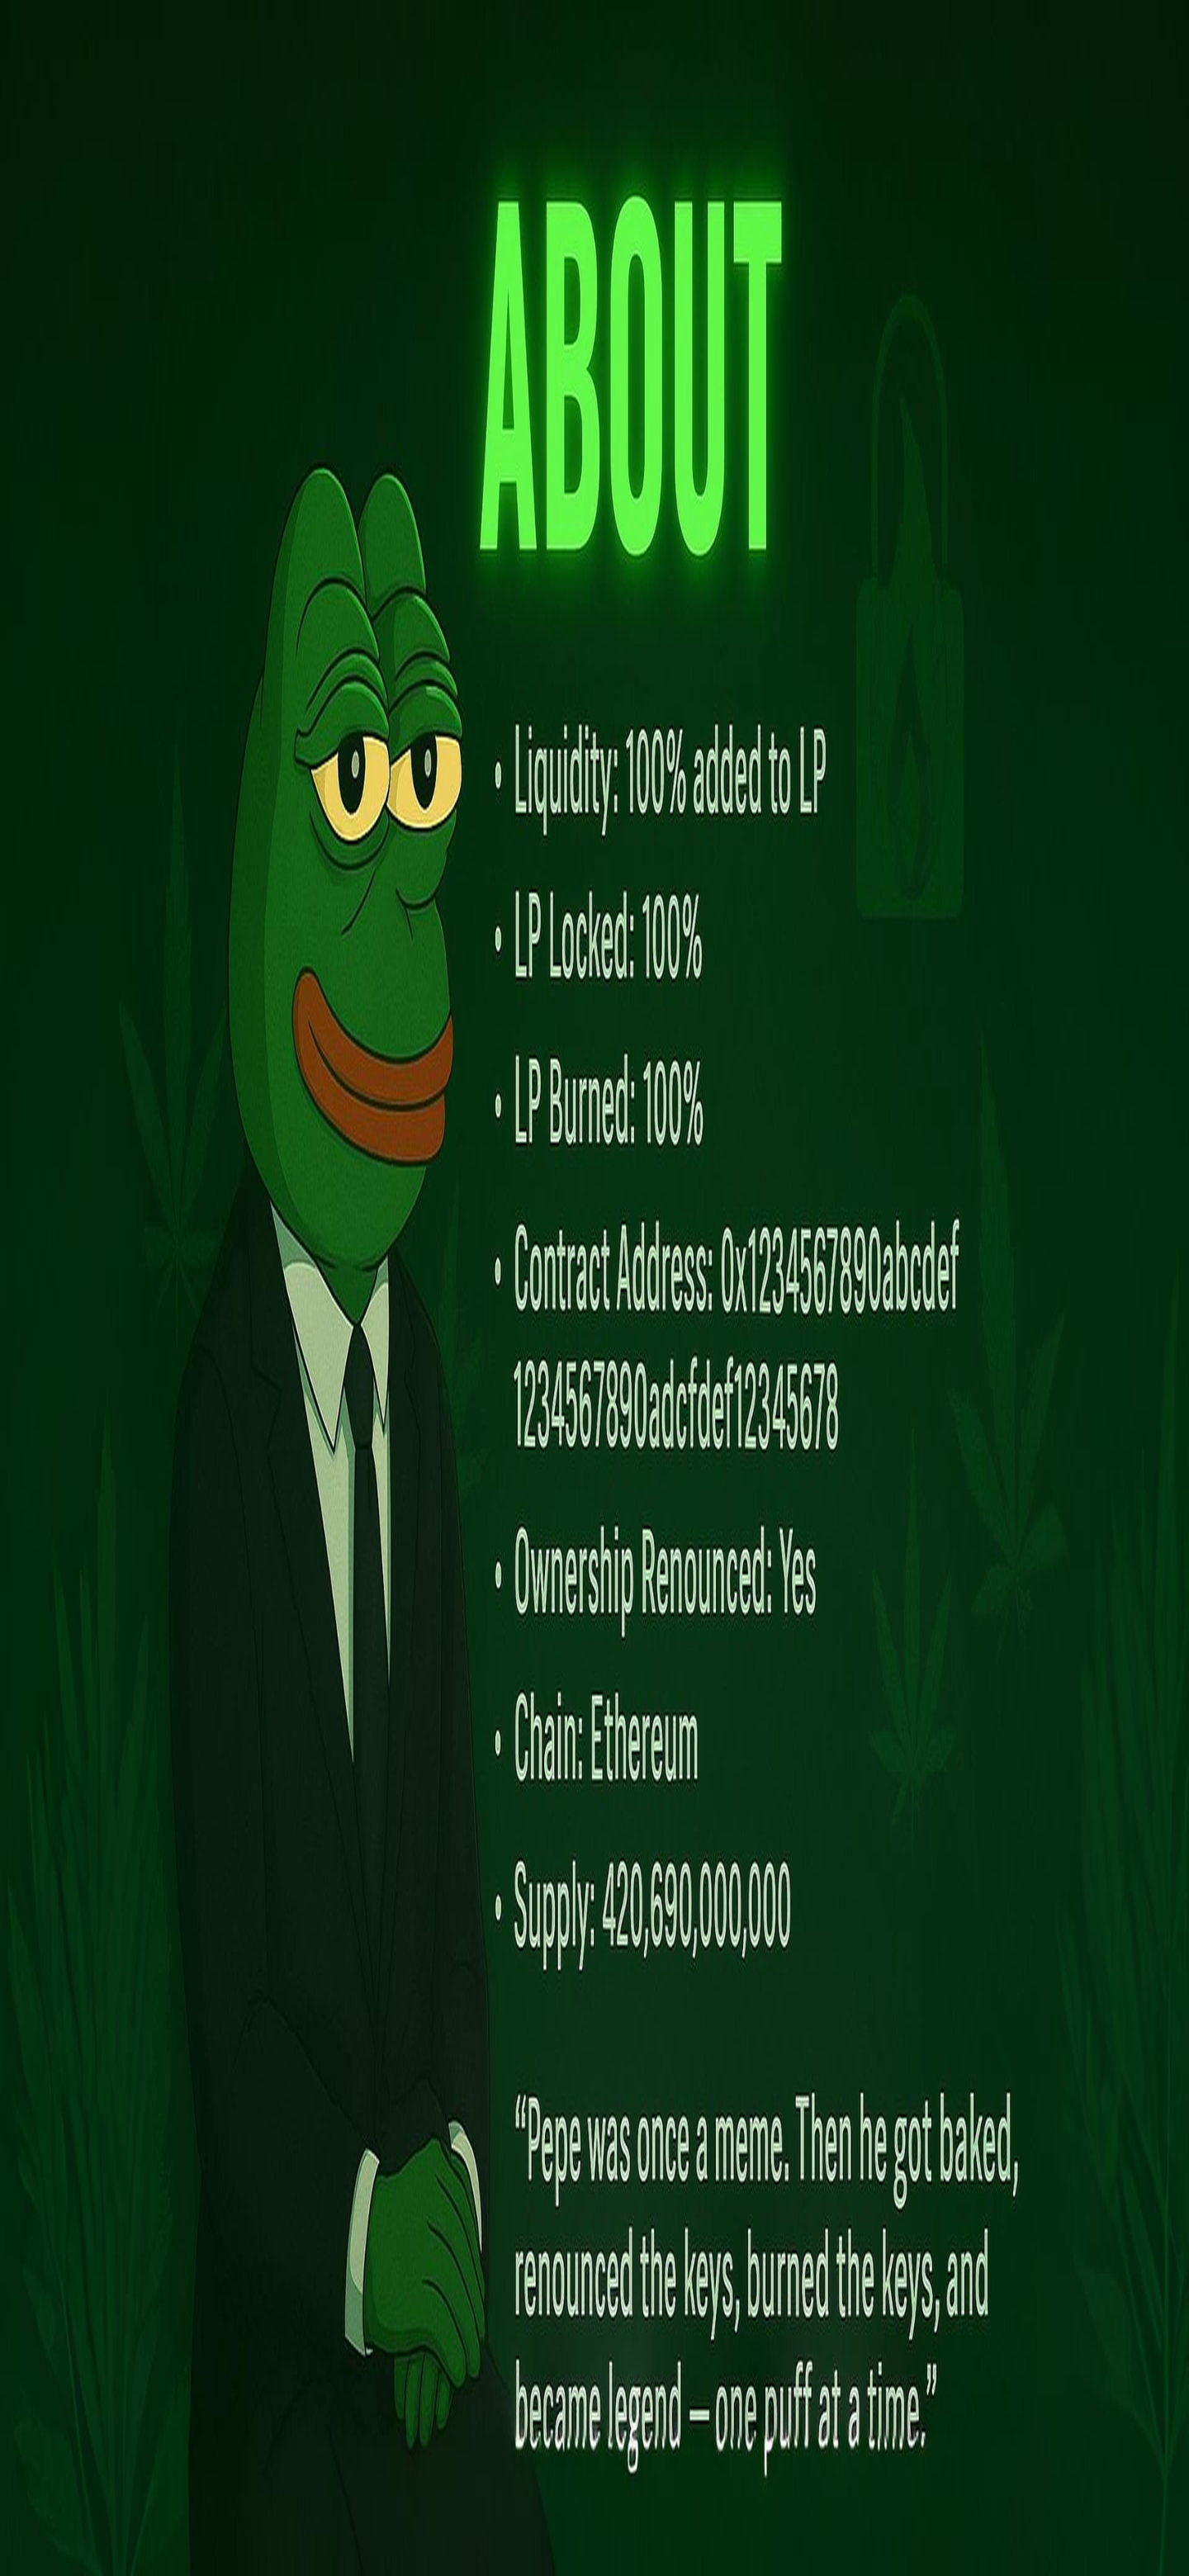 ABOUT
• Liquidity: 100% added to LP
• LP Locked: 100%
• LP Burned: 100%
• Contract Address: 0x1234567890abcdef
1234567890adcfdef12345678
• Ownership Renounced: Yes
• Chain: Ethereum
• Supply: 420,690,000,000
“Pepe was once a meme. Then he got baked,
renounced the keys, burned the keys, and
became legend – one puff at a time.”